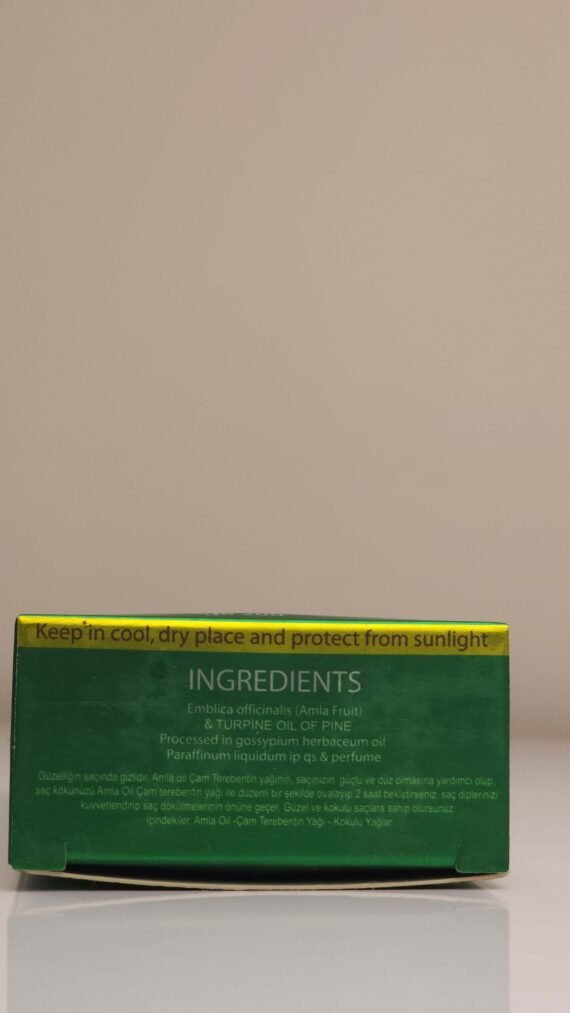 Keep in cool, dry place and protect from sunlight
INGREDIENTS
Emblica officinalis (Amla Fruit)
& TURPINE OIL OF PINE
Processed in gossypium herbaceum oil
Paraffinum liquidum ip qs & perfume
Güzelliğin saçında gizlidir. Amla oil Çam Terebentin yağının, saçınızın güçlü ve düz olmasına yardımcı olup,
saç kökünüzü Amla Oil Çam terebentin yağı ile düzenli bir şekilde ovalayıp 2 saat bekletirseniz, saç diplerinizi
kuvvetlendirip saç dökülmelerinin önüne geçer. Güzel ve kokulu saçlara sahip olursunuz.
İçindekiler: Amla Oil -Çam Terebentin Yağı - Kokulu Yağlar